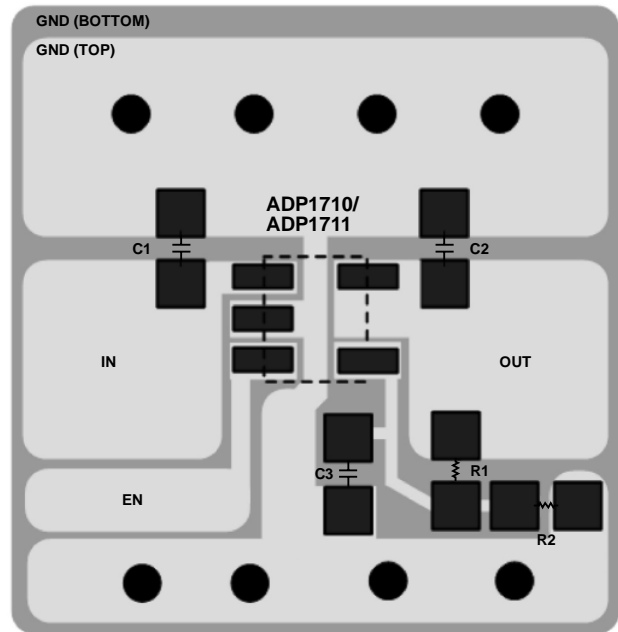 GND (BOTTOM)
GND (TOP)
ADP1710/
ADP1711
C1
C2
IN
OUT
C3
R1
EN
R2